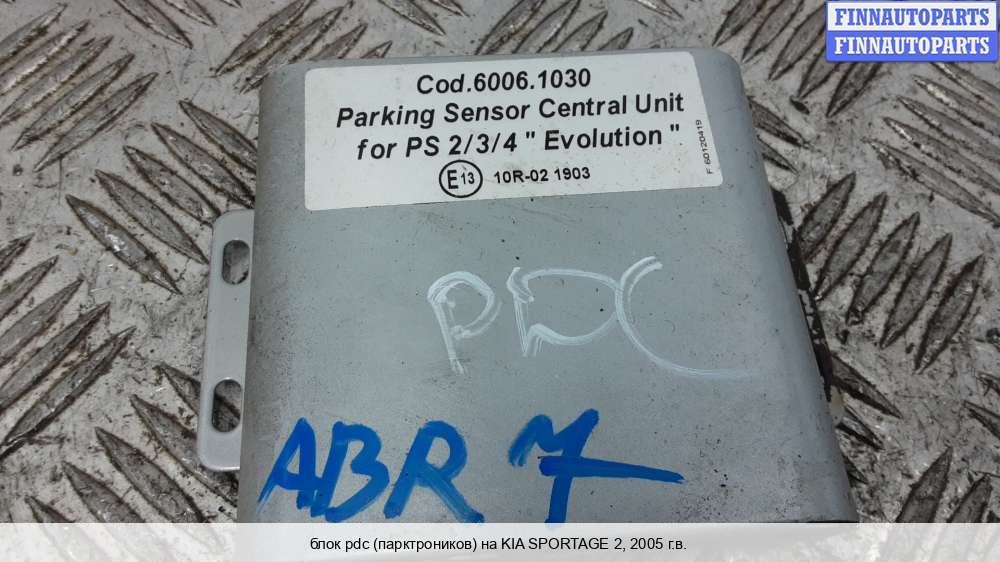 FINNAUTOPARTS
FINNAUTOPARTS
Cod.6006.1030
Parking Sensor Central Unit
for PS 2/3/4 " Evolution "
E13 10R-02 1903
F 60120419
PDC
ABR 7
блок pdc (парктроников) на KIA SPORTAGE 2, 2005 г.в.